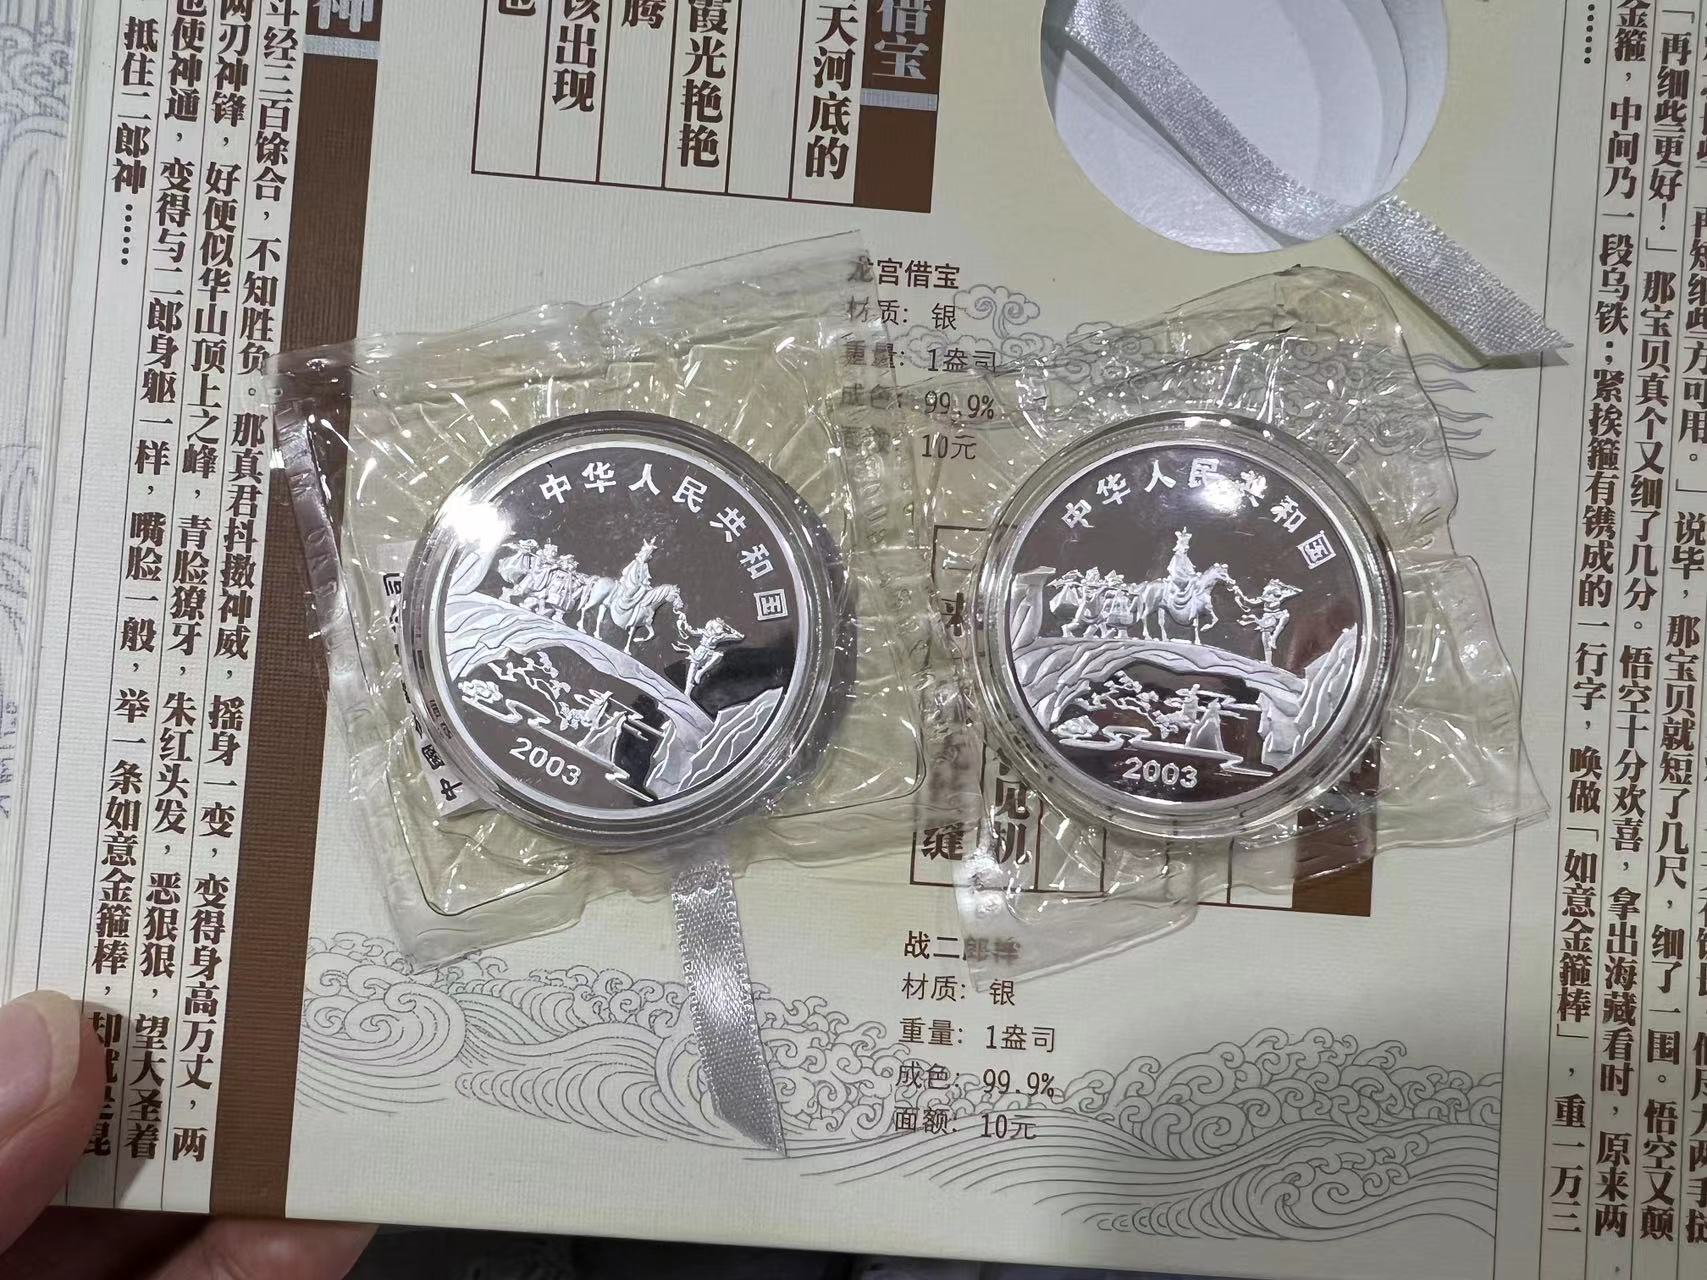 借宝
天河底的
霞光艳艳
腾
该出现
也
神
斗经三百馀合，不知胜负。那真君抖擞神威，摇身一变，变得身高万丈，两
两刃神锋，好便似华山顶上之峰，青脸獠牙，朱红头发，恶狠狠，望大圣着
也使神通，变得与二郎身躯一样，嘴脸一般，举一条如意金箍棒，却就
抵住二郎神……
龙宫借宝
材质：银
重量：1盎司
成色：99.9%
面额：10元
中华人民共和国
2003
中华人民共和国
2003
见机
缝
战二郎神
材质：银
重量：1盎司
成色：99.9%
面额：10元
再短细些方可用。」说毕，那宝贝就短了几尺，细了一围。悟空又颠
「再细些更好！」那宝贝真个又细了几分。悟空十分欢喜，拿出海藏看时，原来两
金箍，中间乃一段乌铁；紧挨箍有镌成的一行字，唤做「如意金箍棒」，重一万三
……